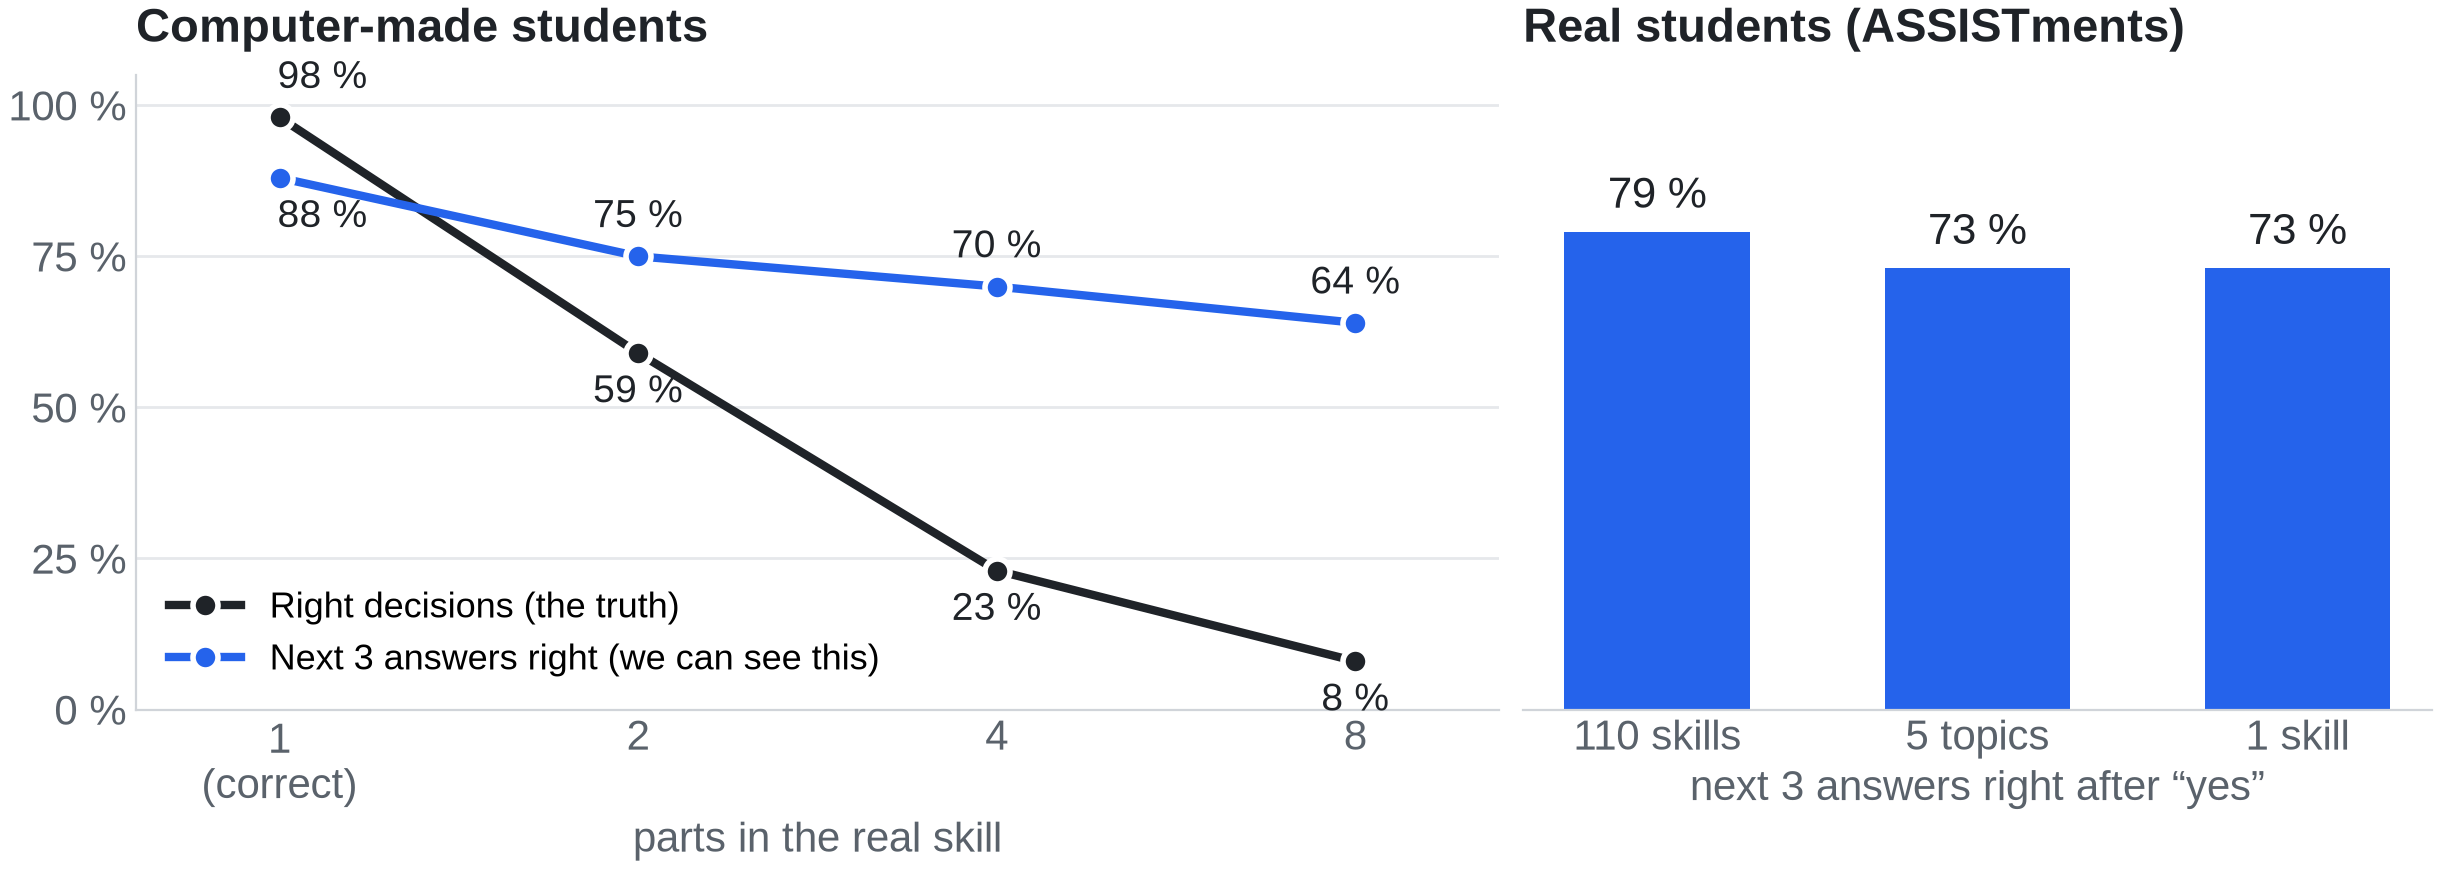 Computer-made students
98 %
100 %
88 %
75 %
70 %
75 %
64 %
59 %
50 %
25 %
Right decisions (the truth)
23 %
Next 3 answers right (we can see this)
8 %
0 %
1
2
4
8
(correct)
parts in the real skill
Real students (ASSISTments)
79 %
73 %
73 %
110 skills
5 topics
1 skill
next 3 answers right after “yes”